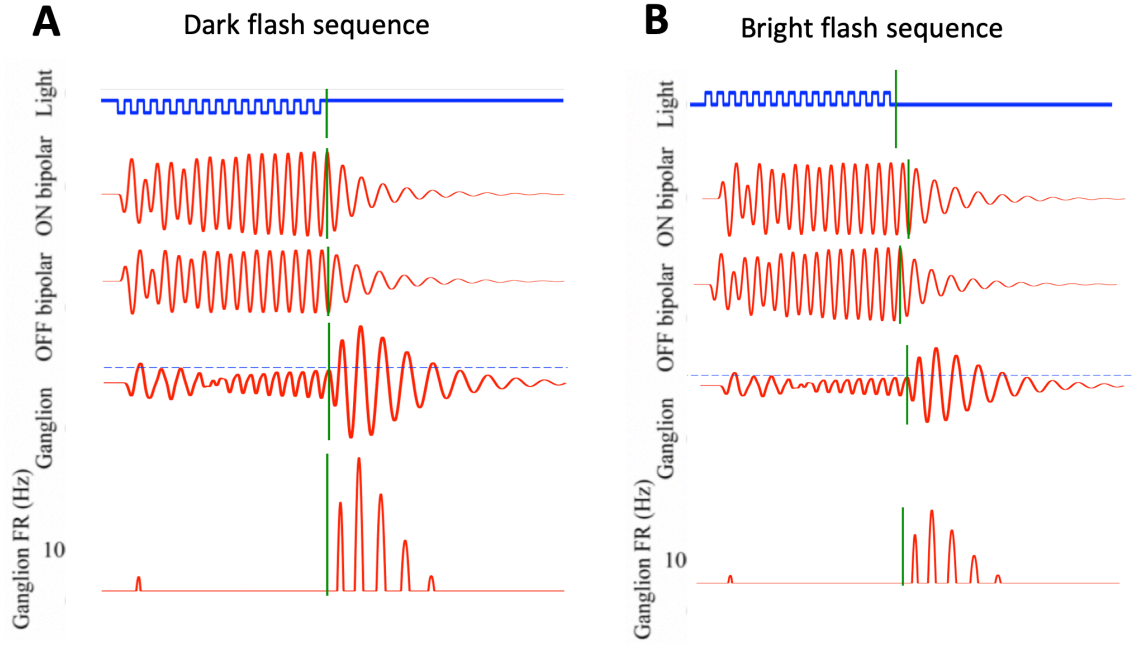 A
Dark flash sequence
Light
ON bipolar
OFF bipolar
Ganglion
Ganglion FR (Hz)
10
B
Bright flash sequence
Light
ON bipolar
OFF bipolar
Ganglion
Ganglion FR (Hz)
10